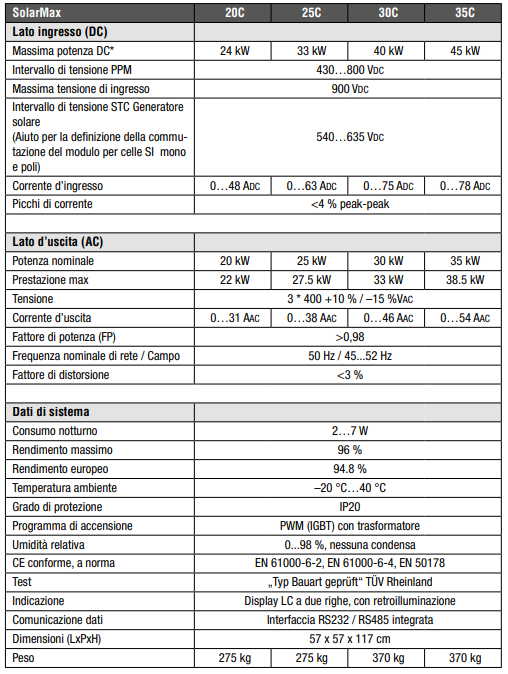 SolarMax 20C 25C 30C 35C
Lato ingresso (DC)
Massima potenza DC* 24 kW 33 kW 40 kW 45 kW
Intervallo di tensione PPM 430…800 VDC
Massima tensione di ingresso 900 VDC
Intervallo di tensione STC Generatore
solare
(Aiuto per la definizione della commu-
tazione del modulo per celle SI mono
e poli) 540…635 VDC
Corrente d'ingresso 0…48 ADC 0…63 ADC 0…75 ADC 0…78 ADC
Picchi di corrente <4 % peak-peak
Lato d'uscita (AC)
Potenza nominale 20 kW 25 kW 30 kW 35 kW
Prestazione max 22 kW 27.5 kW 33 kW 38.5 kW
Tensione 3 * 400 +10 % / –15 %VAC
Corrente d'uscita 0…31 AAC 0…38 AAC 0…46 AAC 0…54 AAC
Fattore di potenza (FP) >0,98
Frequenza nominale di rete / Campo 50 Hz / 45...52 Hz
Fattore di distorsione <3 %
Dati di sistema
Consumo notturno 2…7 W
Rendimento massimo 96 %
Rendimento europeo 94.8 %
Temperatura ambiente –20 °C…40 °C
Grado di protezione IP20
Programma di accensione PWM (IGBT) con trasformatore
Umidità relativa 0...98 %, nessuna condensa
CE conforme, a norma EN 61000-6-2, EN 61000-6-4, EN 50178
Test „Typ Bauart geprüft“ TÜV Rheinland
Indicazione Display LC a due righe, con retroilluminazione
Comunicazione dati Interfaccia RS232 / RS485 integrata
Dimensioni (LxPxH) 57 x 57 x 117 cm
Peso 275 kg 275 kg 370 kg 370 kg